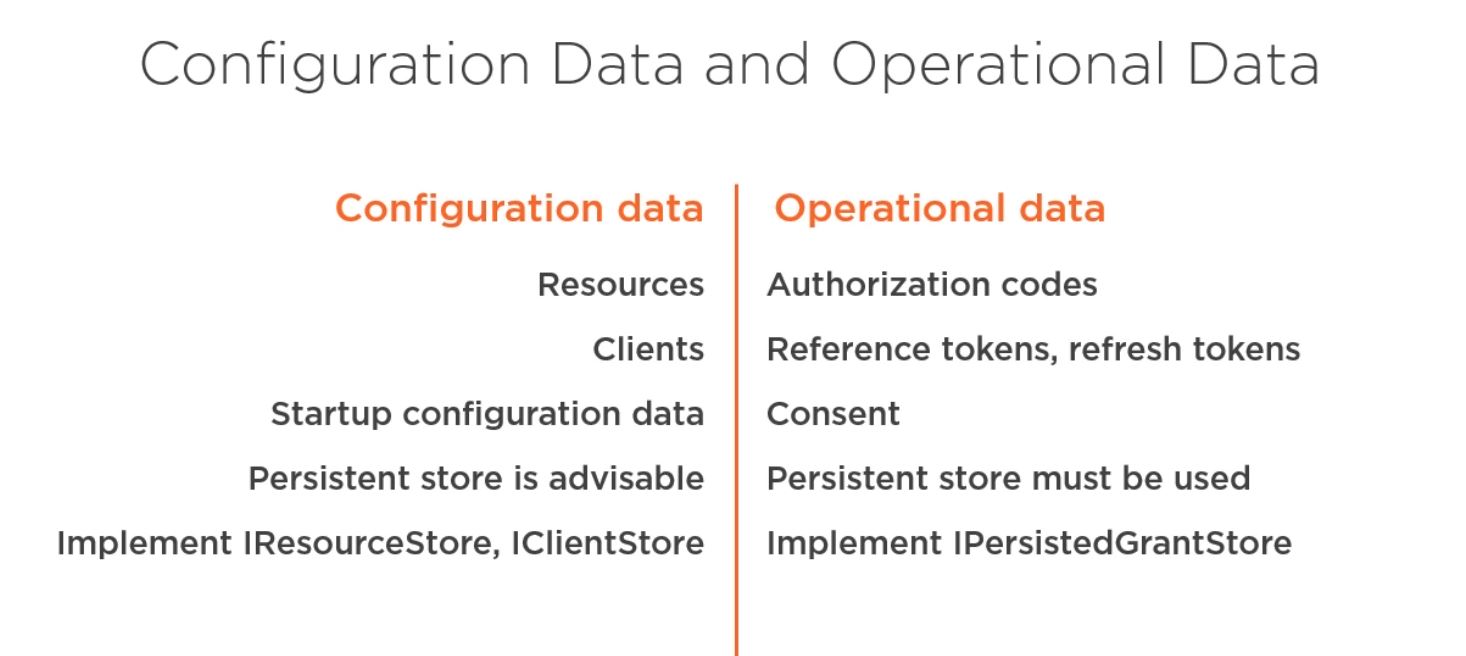 Configuration Data and Operational Data
Configuration data
Resources
Clients
Startup configuration data
Persistent store is advisable
Implement IResourceStore, IClientStore
Operational data
Authorization codes
Reference tokens, refresh tokens
Consent
Persistent store must be used
Implement IPersistedGrantStore